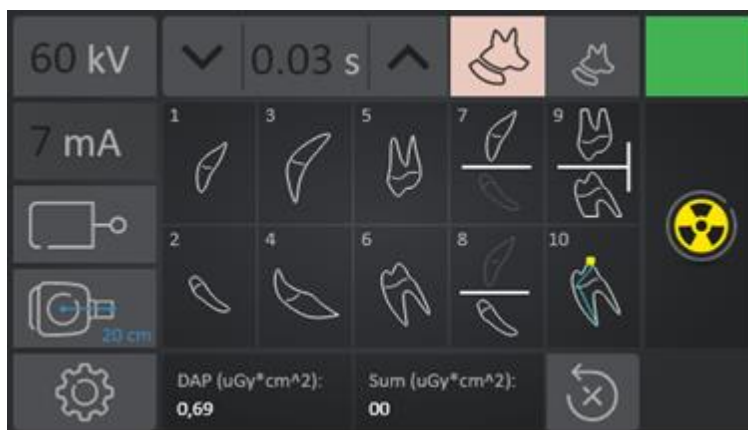 60 kV
0.03 s
7 mA
1 3 5 7 9
2 4 6 8 10
20 cm
DAP (uGy*cm^2):
0,69
Sum (uGy*cm^2):
00